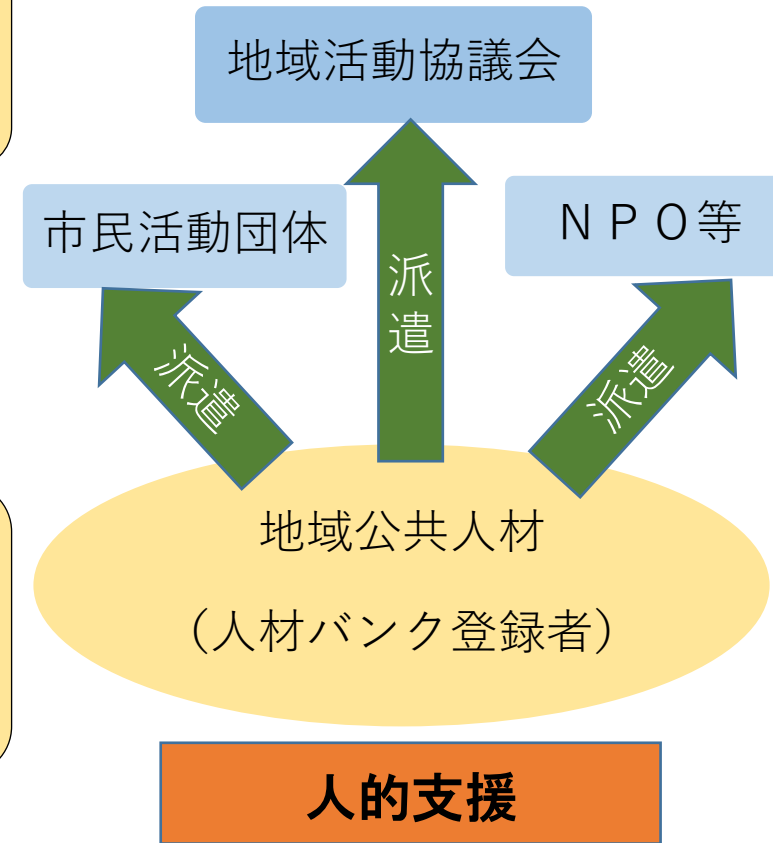 地域活動協議会
市民活動団体
ＮＰＯ等
派遣
派遣
派遣
地域公共人材
（人材バンク登録者）
人的支援